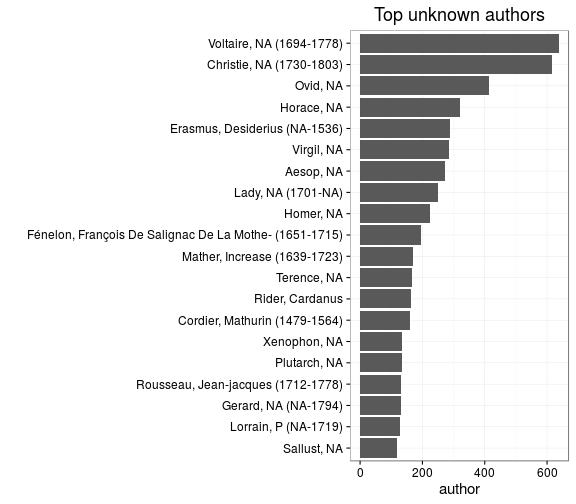 Top unknown authors
Voltaire, NA (1694-1778)
Christie, NA (1730-1803)
Ovid, NA
Horace, NA
Erasmus, Desiderius (NA-1536)
Virgil, NA
Aesop, NA
Lady, NA (1701-NA)
Homer, NA
Fénelon, François De Salignac De La Mothe- (1651-1715)
Mather, Increase (1639-1723)
Terence, NA
Rider, Cardanus
Cordier, Mathurin (1479-1564)
Xenophon, NA
Plutarch, NA
Rousseau, Jean-jacques (1712-1778)
Gerard, NA (NA-1794)
Lorrain, P (NA-1719)
Sallust, NA
0 200 400 600
author